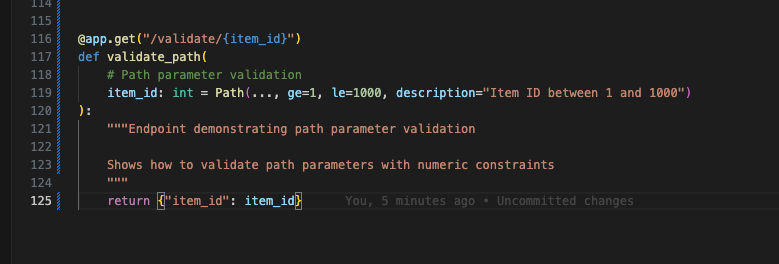 114
115
116 @app.get("/validate/{item_id}")
117 def validate_path(
118     # Path parameter validation
119     item_id: int = Path(..., ge=1, le=1000, description="Item ID between 1 and 1000")
120 ):
121     """Endpoint demonstrating path parameter validation
122
123     Shows how to validate path parameters with numeric constraints
124     """
125     return {"item_id": item_id}     You, 5 minutes ago • Uncommitted changes